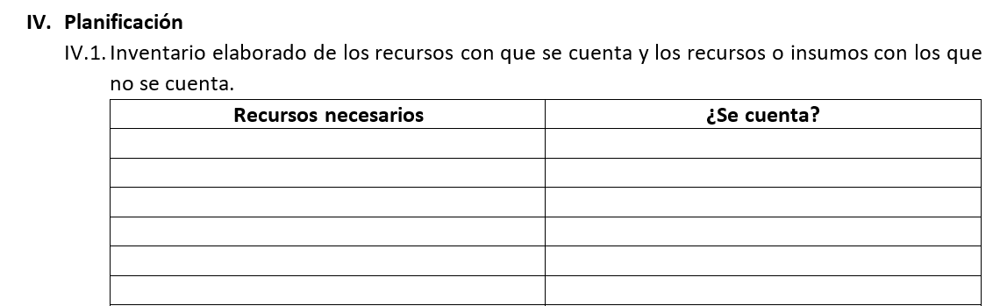 IV. Planificación
IV.1. Inventario elaborado de los recursos con que se cuenta y los recursos o insumos con los que
no se cuenta.
Recursos necesarios ¿Se cuenta?